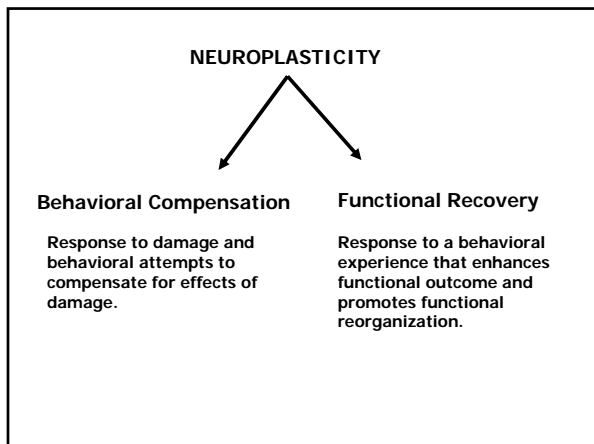 NEUROPLASTICITY
Behavioral Compensation
Response to damage and
behavioral attempts to
compensate for effects of
damage.
Functional Recovery
Response to a behavioral
experience that enhances
functional outcome and
promotes functional
reorganization.